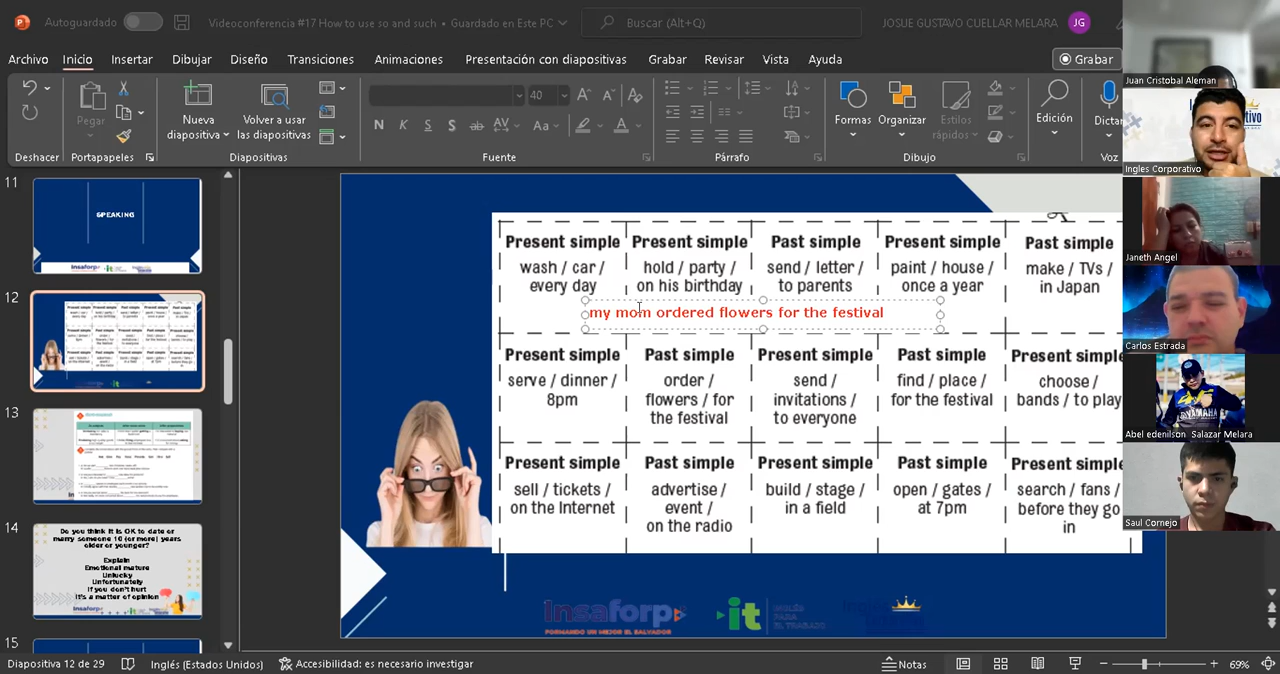 Autoguardado
Videoconferencia #17 How to use so and such • Guardado en Este PC
Buscar (Alt+Q)
JOSUE GUSTAVO CUELLAR MELARA
JG
Archivo Inicio Insertar Dibujar Diseño Transiciones Animaciones Presentación con diapositivas Grabar Revisar Vista Ayuda
Grabar
Pegar
Nueva diapositiva
Volver a usar las diapositivas
40
N K S S ab AV Aa A
Formas
Organizar
Estilos rápidos
Edición
Dictar
Deshacer
Portapapeles
Diapositivas
Fuente
Párrafo
Dibujo
Voz
11
SPEAKING
12
13
14
Do you think it is OK to date or
marry someone 10 (or more) years
older or younger?
Explain
Emotional mature
Unlucky
Unfortunately
If you don't hurt
It's a matter of opinion
15
Present simple
wash / car /
every day
Present simple
hold / party /
on his birthday
Past simple
send / letter /
to parents
Present simple
paint / house /
once a year
Past simple
make / TVs /
in Japan
my mom ordered flowers for the festival
Present simple
serve / dinner /
8pm
Past simple
order /
flowers / for
the festival
Present simple
send /
invitations /
to everyone
Past simple
find / place /
for the festival
Present simple
choose /
bands / to play
Present simple
sell / tickets /
on the Internet
Past simple
advertise /
event /
on the radio
Present simple
build / stage /
in a field
Past simple
open / gates /
at 7pm
Present simple
search / fans /
before they go
in
Insaforp
FORMANDO UN MEJOR EL SALVADOR
it
INGLÉS
PARA
EL TRABAJO
Juan Cristobal Aleman
Ingles Corporativo
Janeth Angel
Carlos Estrada
YAMAHA
Abel edenilson Salazar Melara
Saul Cornejo
Diapositiva 12 de 29
Inglés (Estados Unidos)
Accesibilidad: es necesario investigar
Notas
69%